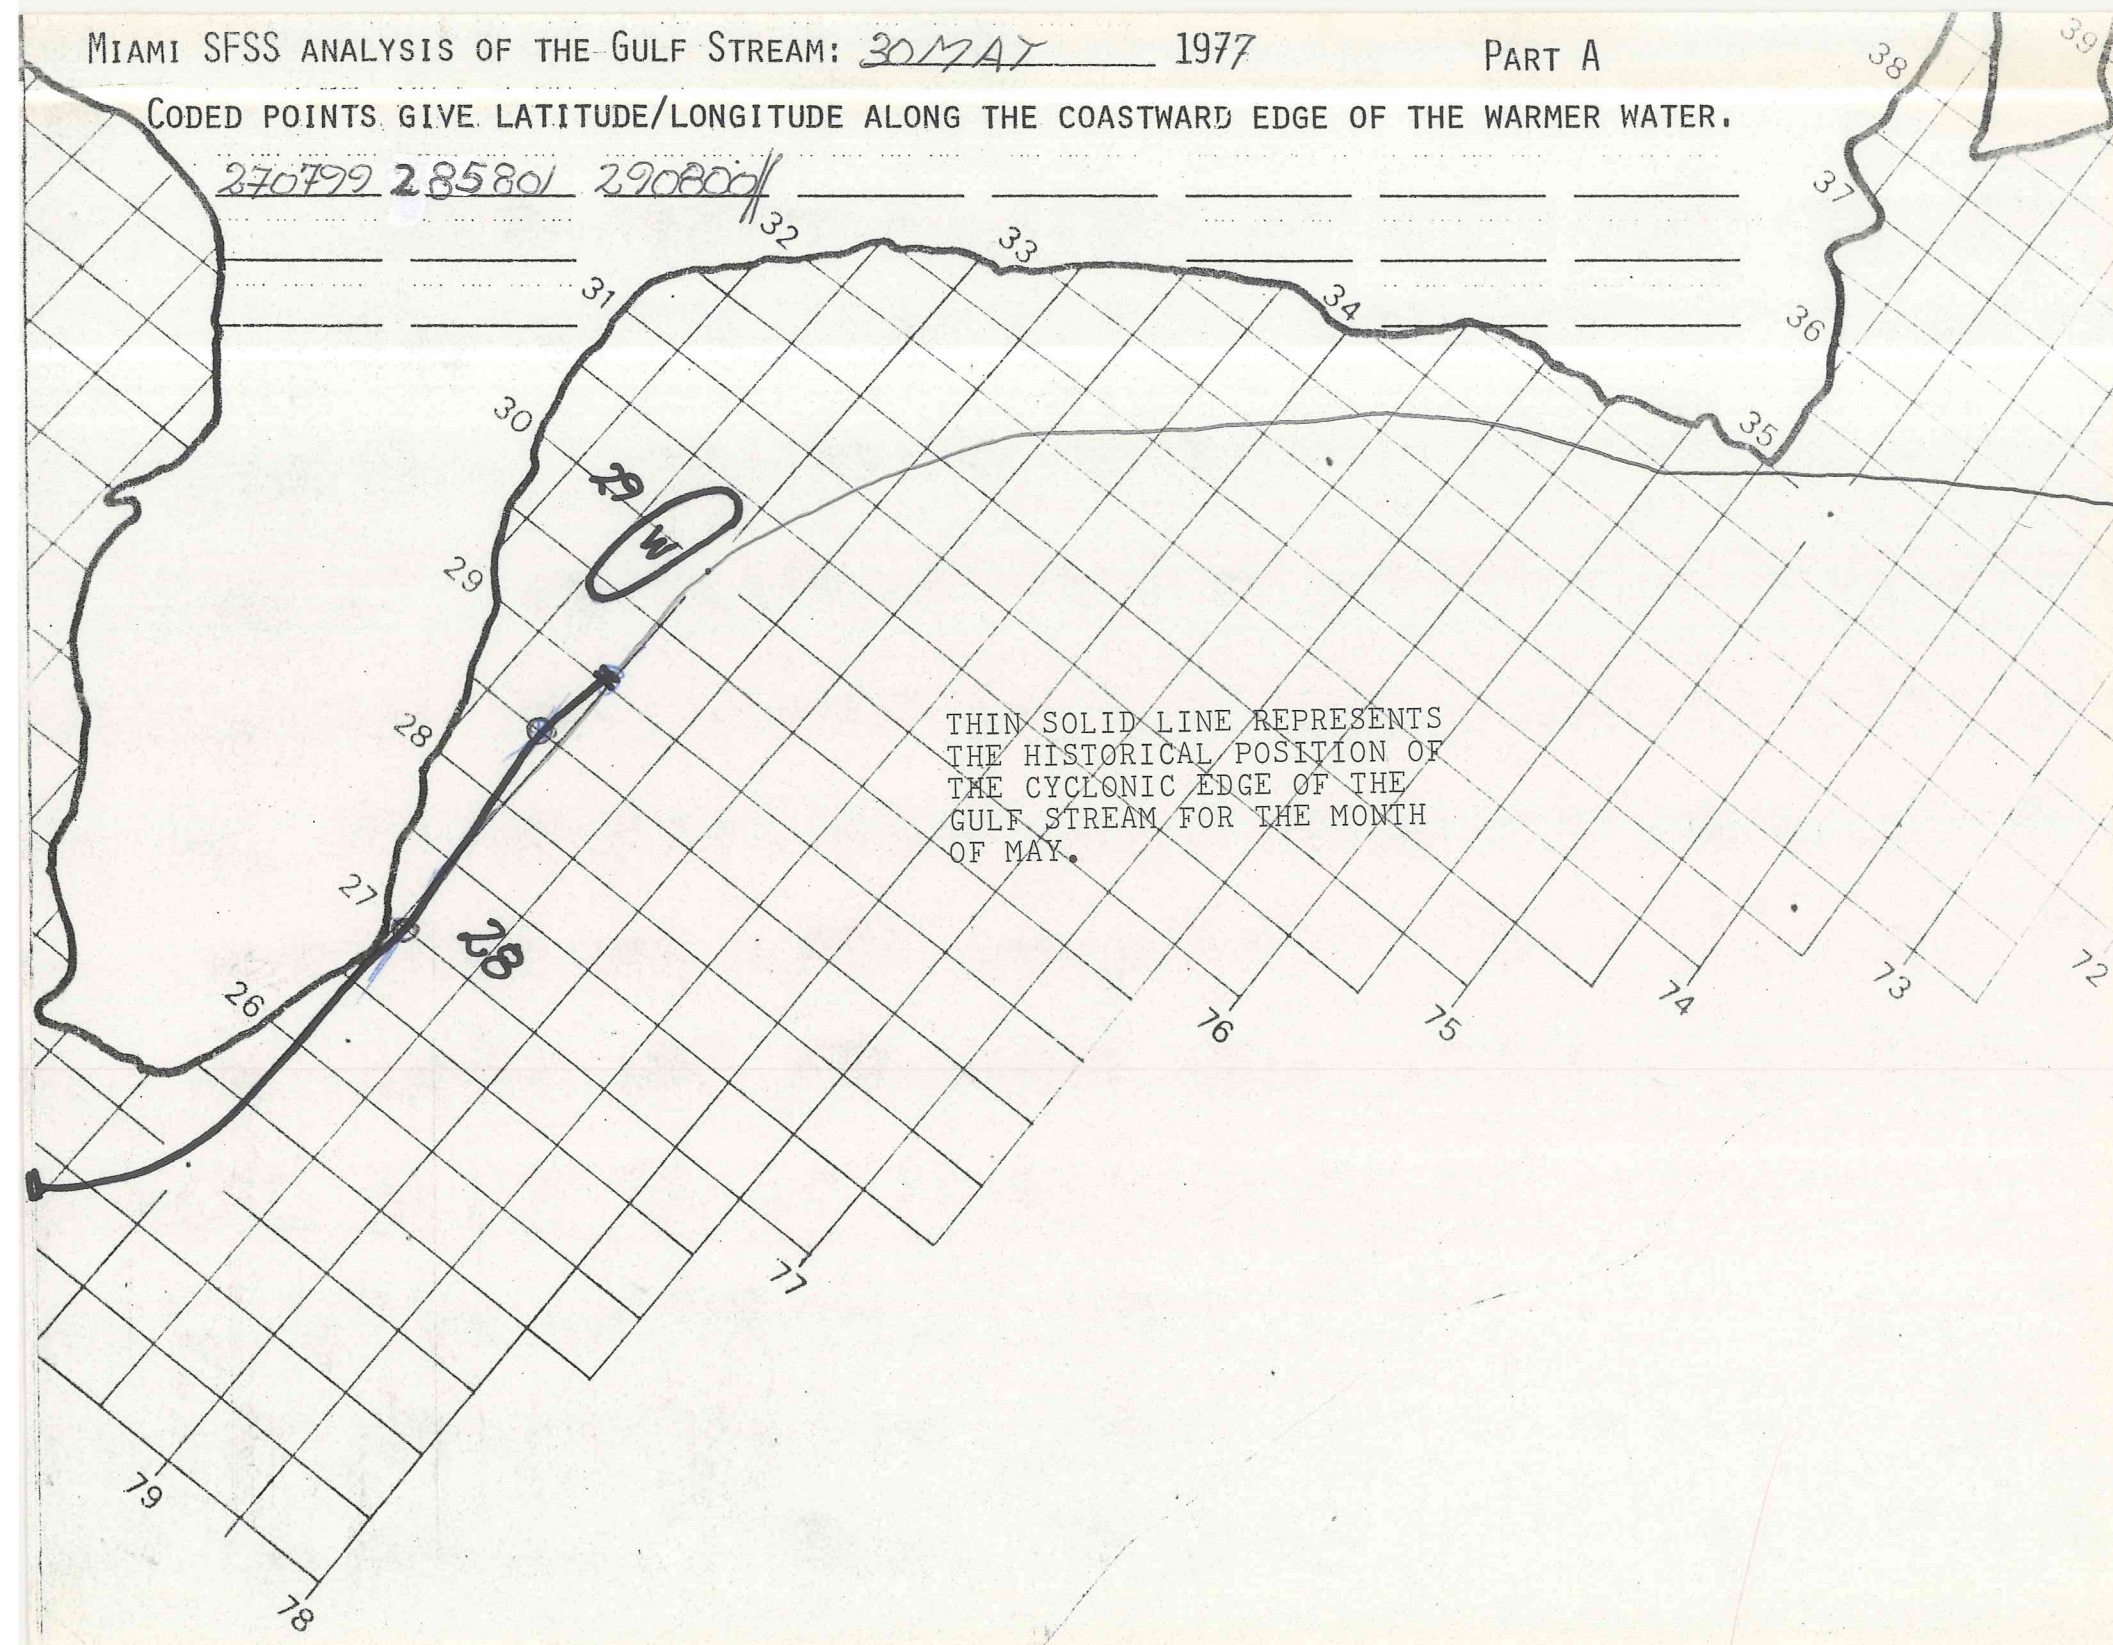 MIAMI SFSS ANALYSIS OF THE GULF STREAM: 30 MAY 1977 PART A
CODED POINTS GIVE LATITUDE/LONGITUDE ALONG THE COASTWARD EDGE OF THE WARMER WATER.
270799 285801 290800//
39
38
37
36
35
34
33
32
31
30
29
28
27
26
29
W
28
THIN SOLID LINE REPRESENTS
THE HISTORICAL POSITION OF
THE CYCLONIC EDGE OF THE
GULF STREAM FOR THE MONTH
OF MAY.
72
73
74
75
76
77
78
79